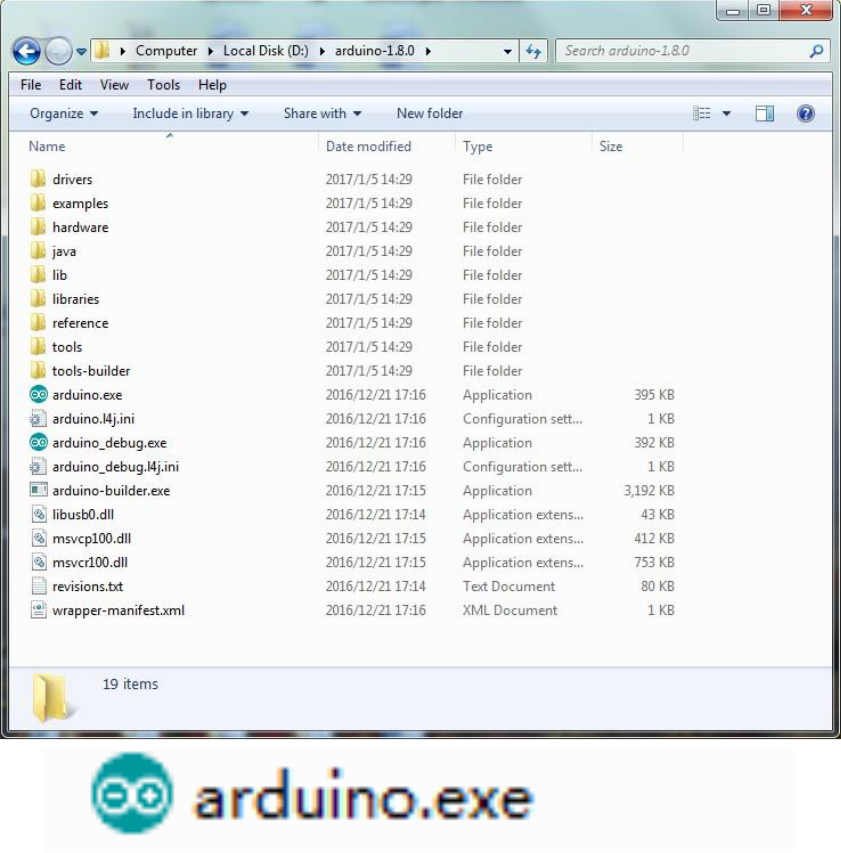 Computer Local Disk (D:) arduino-1.8.0 Search arduino-1.8.0
File Edit View Tools Help
Organize Include in library Share with New folder
Name Date modified Type Size
drivers 2017/1/5 14:29 File folder
examples 2017/1/5 14:29 File folder
hardware 2017/1/5 14:29 File folder
java 2017/1/5 14:29 File folder
lib 2017/1/5 14:29 File folder
libraries 2017/1/5 14:29 File folder
reference 2017/1/5 14:29 File folder
tools 2017/1/5 14:29 File folder
tools-builder 2017/1/5 14:29 File folder
arduino.exe 2016/12/21 17:16 Application 395 KB
arduino.l4j.ini 2016/12/21 17:16 Configuration sett... 1 KB
arduino_debug.exe 2016/12/21 17:16 Application 392 KB
arduino_debug.l4j.ini 2016/12/21 17:16 Configuration sett... 1 KB
arduino-builder.exe 2016/12/21 17:15 Application 3,192 KB
libusb0.dll 2016/12/21 17:14 Application extens... 43 KB
msvcp100.dll 2016/12/21 17:15 Application extens... 412 KB
msvcr100.dll 2016/12/21 17:15 Application extens... 753 KB
revisions.txt 2016/12/21 17:14 Text Document 80 KB
wrapper-manifest.xml 2016/12/21 17:16 XML Document 1 KB
19 items
arduino.exe